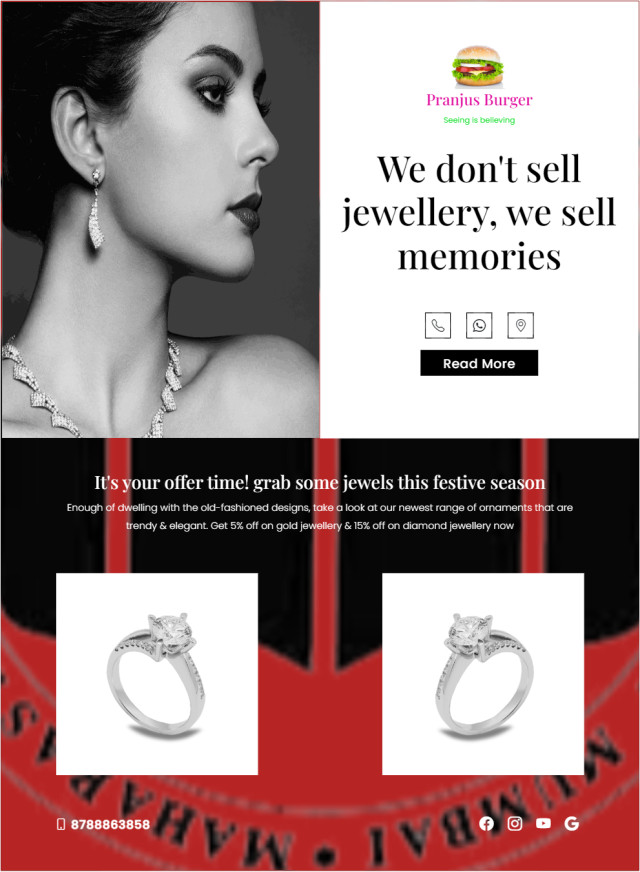 Pranjus Burger
Seeing is believing
We don't sell
jewellery, we sell
memories
Read More
It's your offer time! grab some jewels this festive season
Enough of dwelling with the old-fashioned designs, take a look at our newest range of ornaments that are
trendy & elegant. Get 5% off on gold jewellery & 15% off on diamond jewellery now
8788863858
MUMBAI